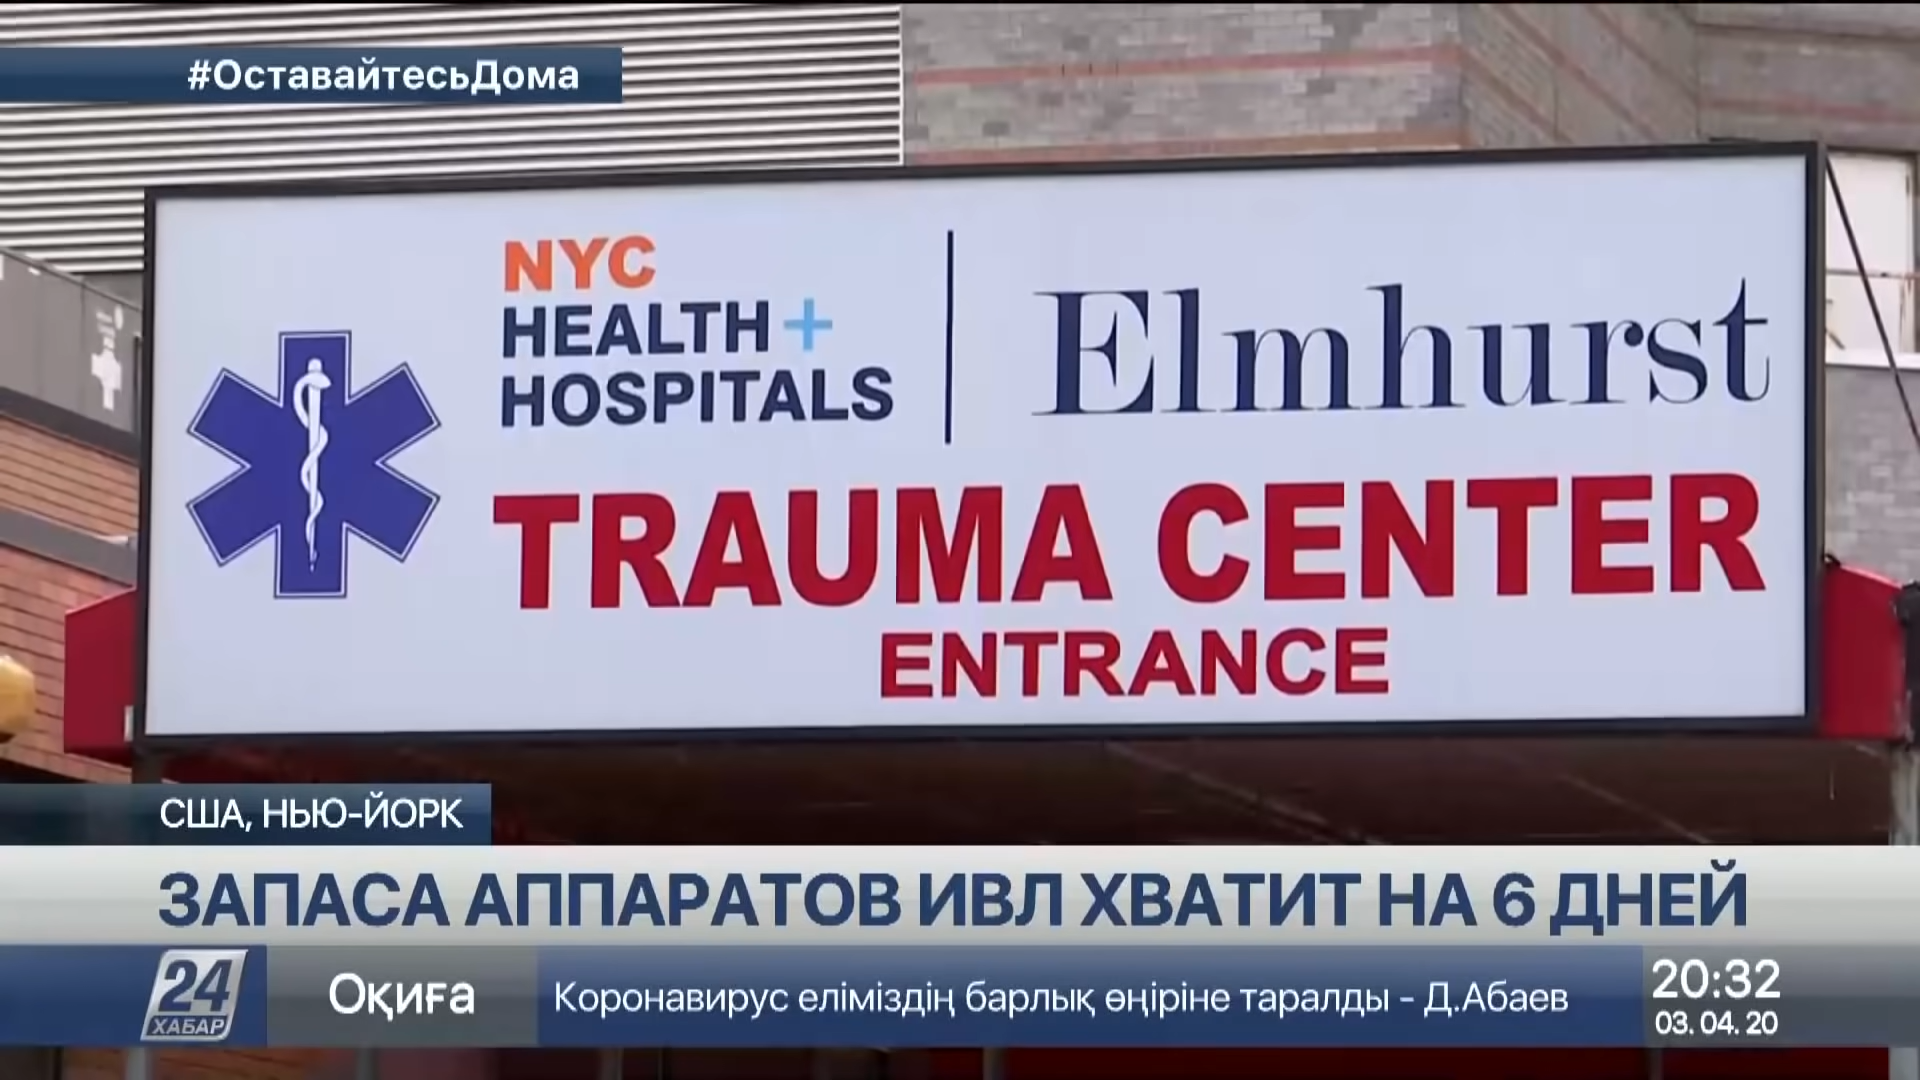 #ОставайтесьДома
NYC
HEALTH +
HOSPITALS
Elmhurst
TRAUMA CENTER
ENTRANCE
США, НЬЮ-ЙОРК
ЗАПАСА АППАРАТОВ ИВЛ ХВАТИТ НА 6 ДНЕЙ
24
ХАБАР
Оқиға
Коронавирус еліміздің барлық өңіріне таралды - Д.Абаев
20:32
03. 04. 20